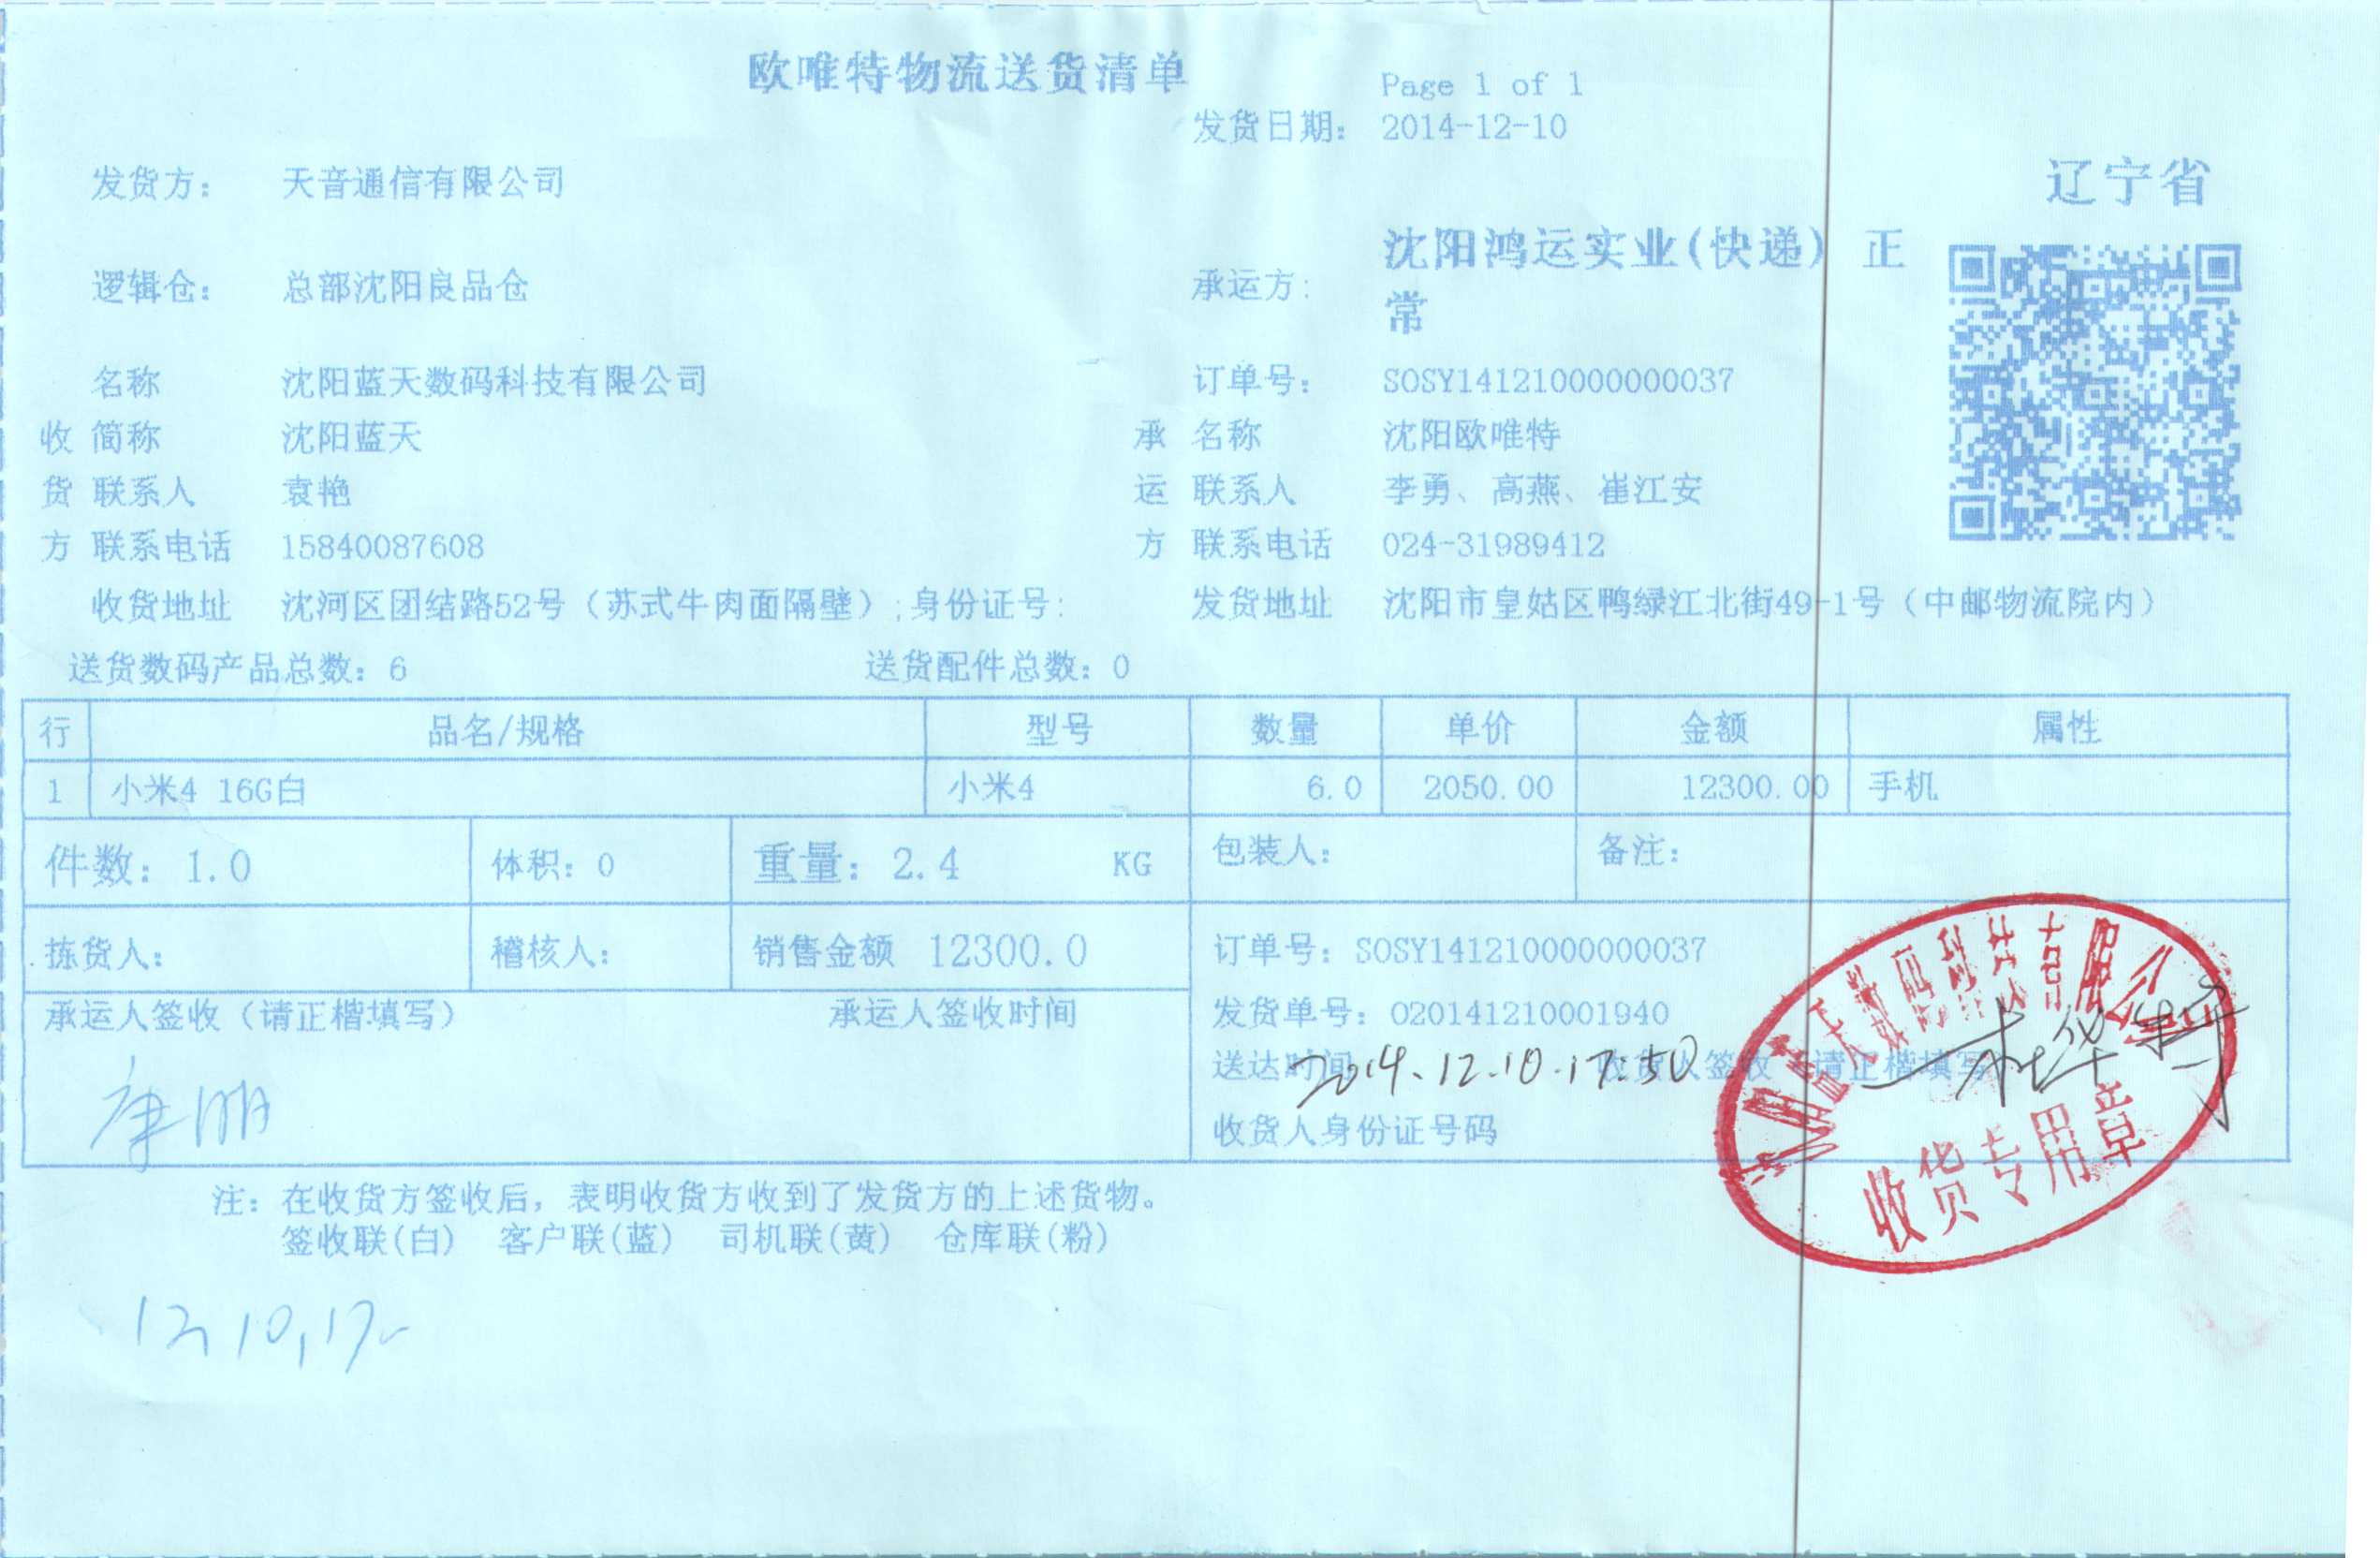 欧唯特物流送货清单
Page 1 of 1
发货日期： 2014-12-10
辽宁省
发货方： 天音通信有限公司
逻辑仓： 总部沈阳良品仓
承运方： 沈阳鸿运实业(快递) 正
常
名称 沈阳蓝天数码科技有限公司 订单号： SOSY141210000000037
收 简称 沈阳蓝天 承 名称 沈阳欧唯特
货 联系人 袁艳 运 联系人 李勇、高燕、崔江安
方 联系电话 15840087608 方 联系电话 024-31989412
收货地址 沈河区团结路52号（苏式牛肉面隔壁）;身份证号： 发货地址 沈阳市皇姑区鸭绿江北街49-1号（中邮物流院内）
送货数码产品总数：6 送货配件总数：0
行 品名/规格 型号 数量 单价 金额 属性
1 小米4 16G白 小米4 6.0 2050.00 12300.00 手机
件数：1.0 体积：0 重量：2.4 KG 包装人： 备注：
拣货人： 稽核人： 销售金额 12300.0 订单号：SOSY141210000000037
承运人签收（请正楷填写） 承运人签收时间 发货单号：020141210001940
送达时间 2014.12.10.17:50 收货人签收（请正楷填写）
康丽
收货人身份证号码
收货专用章
注：在收货方签收后，表明收货方收到了发货方的上述货物。
签收联(白) 客户联(蓝) 司机联(黄) 仓库联(粉)